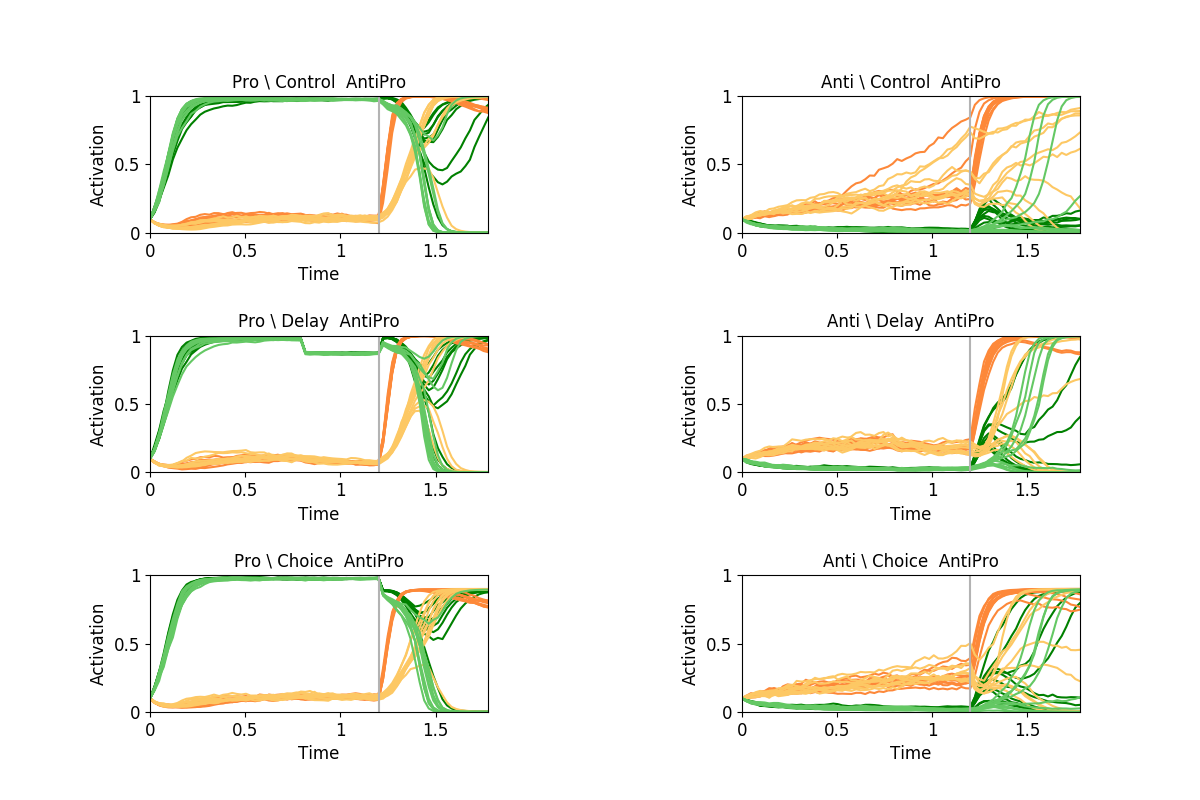 Pro \ Control  AntiPro
1
0.5
0
Activation
0 0.5 1 1.5
Time
Anti \ Control  AntiPro
1
0.5
0
Activation
0 0.5 1 1.5
Time
Pro \ Delay  AntiPro
1
0.5
0
Activation
0 0.5 1 1.5
Time
Anti \ Delay  AntiPro
1
0.5
0
Activation
0 0.5 1 1.5
Time
Pro \ Choice  AntiPro
1
0.5
0
Activation
0 0.5 1 1.5
Time
Anti \ Choice  AntiPro
1
0.5
0
Activation
0 0.5 1 1.5
Time